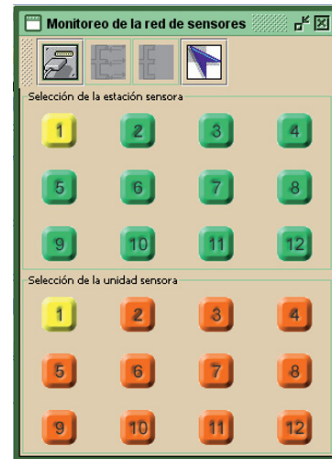 Monitoreo de la red de sensores
Selección de la estación sensora
1 2 3 4
5 6 7 8
9 10 11 12
Selección de la unidad sensora
1 2 3 4
5 6 7 8
9 10 11 12